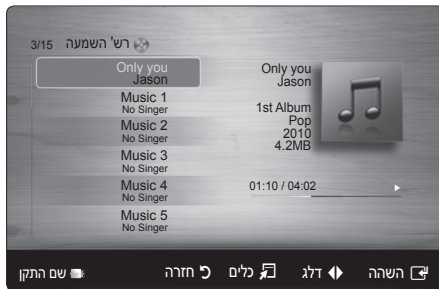 רש' השמעה 3/15
Only you
Jason
Music 1
No Singer
Music 2
No Singer
Music 3
No Singer
Music 4
No Singer
Music 5
No Singer
Only you
Jason
1st Album
Pop
2010
4.2MB
01:10 / 04:02
השהה דלג כלים חזרה שם התקן